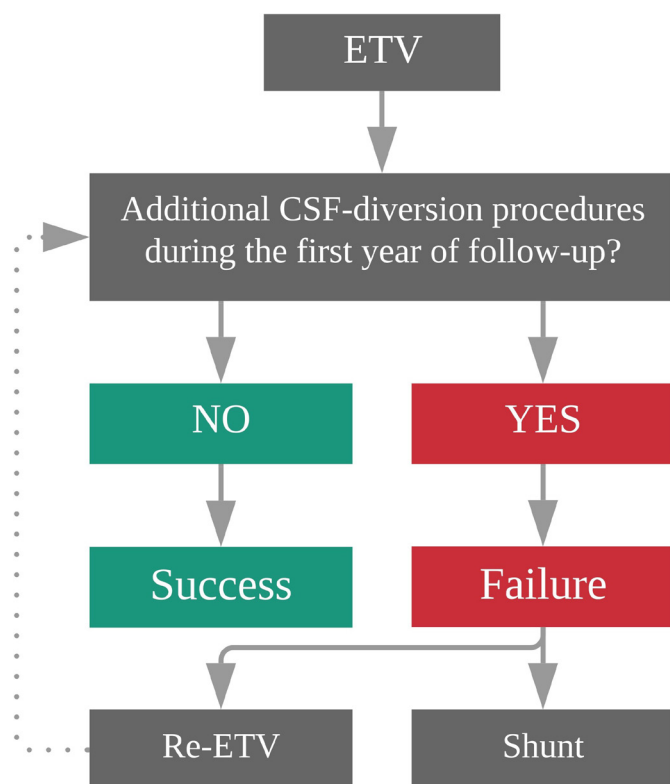 ETV
Additional CSF-diversion procedures
during the first year of follow-up?
NO
YES
Success
Failure
Re-ETV
Shunt